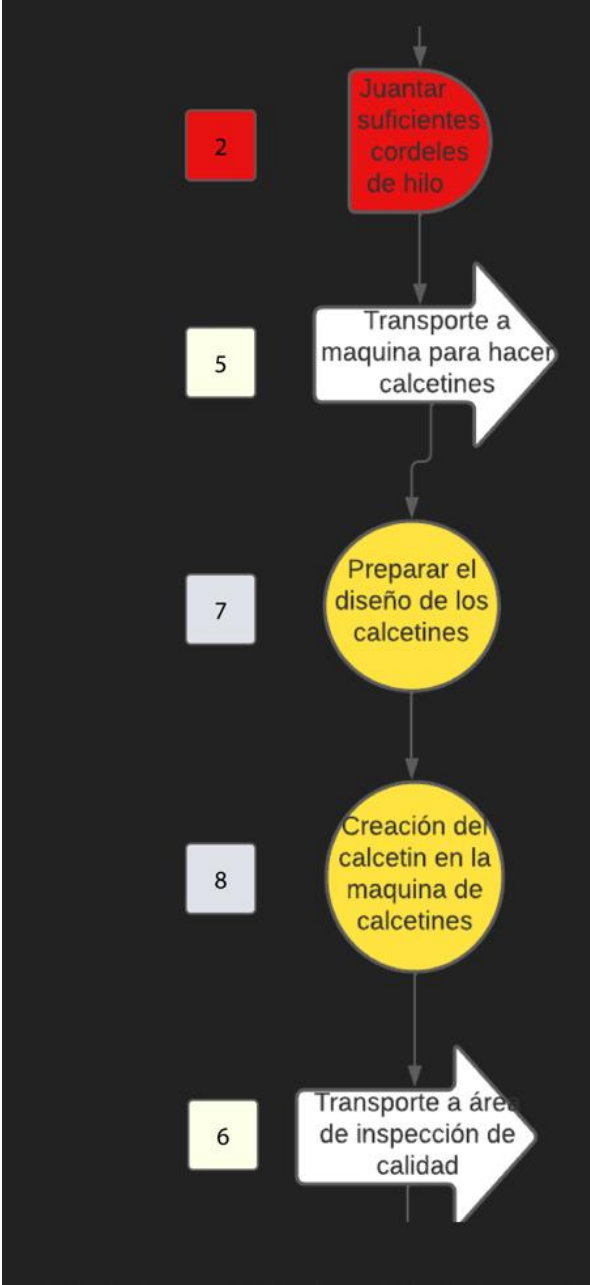 2
Juantar
suficientes
cordeles
de hilo
5
Transporte a
maquina para hacer
calcetines
7
Preparar el
diseño de los
calcetines
8
Creación del
calcetin en la
maquina de
calcetines
6
Transporte a área
de inspección de
calidad